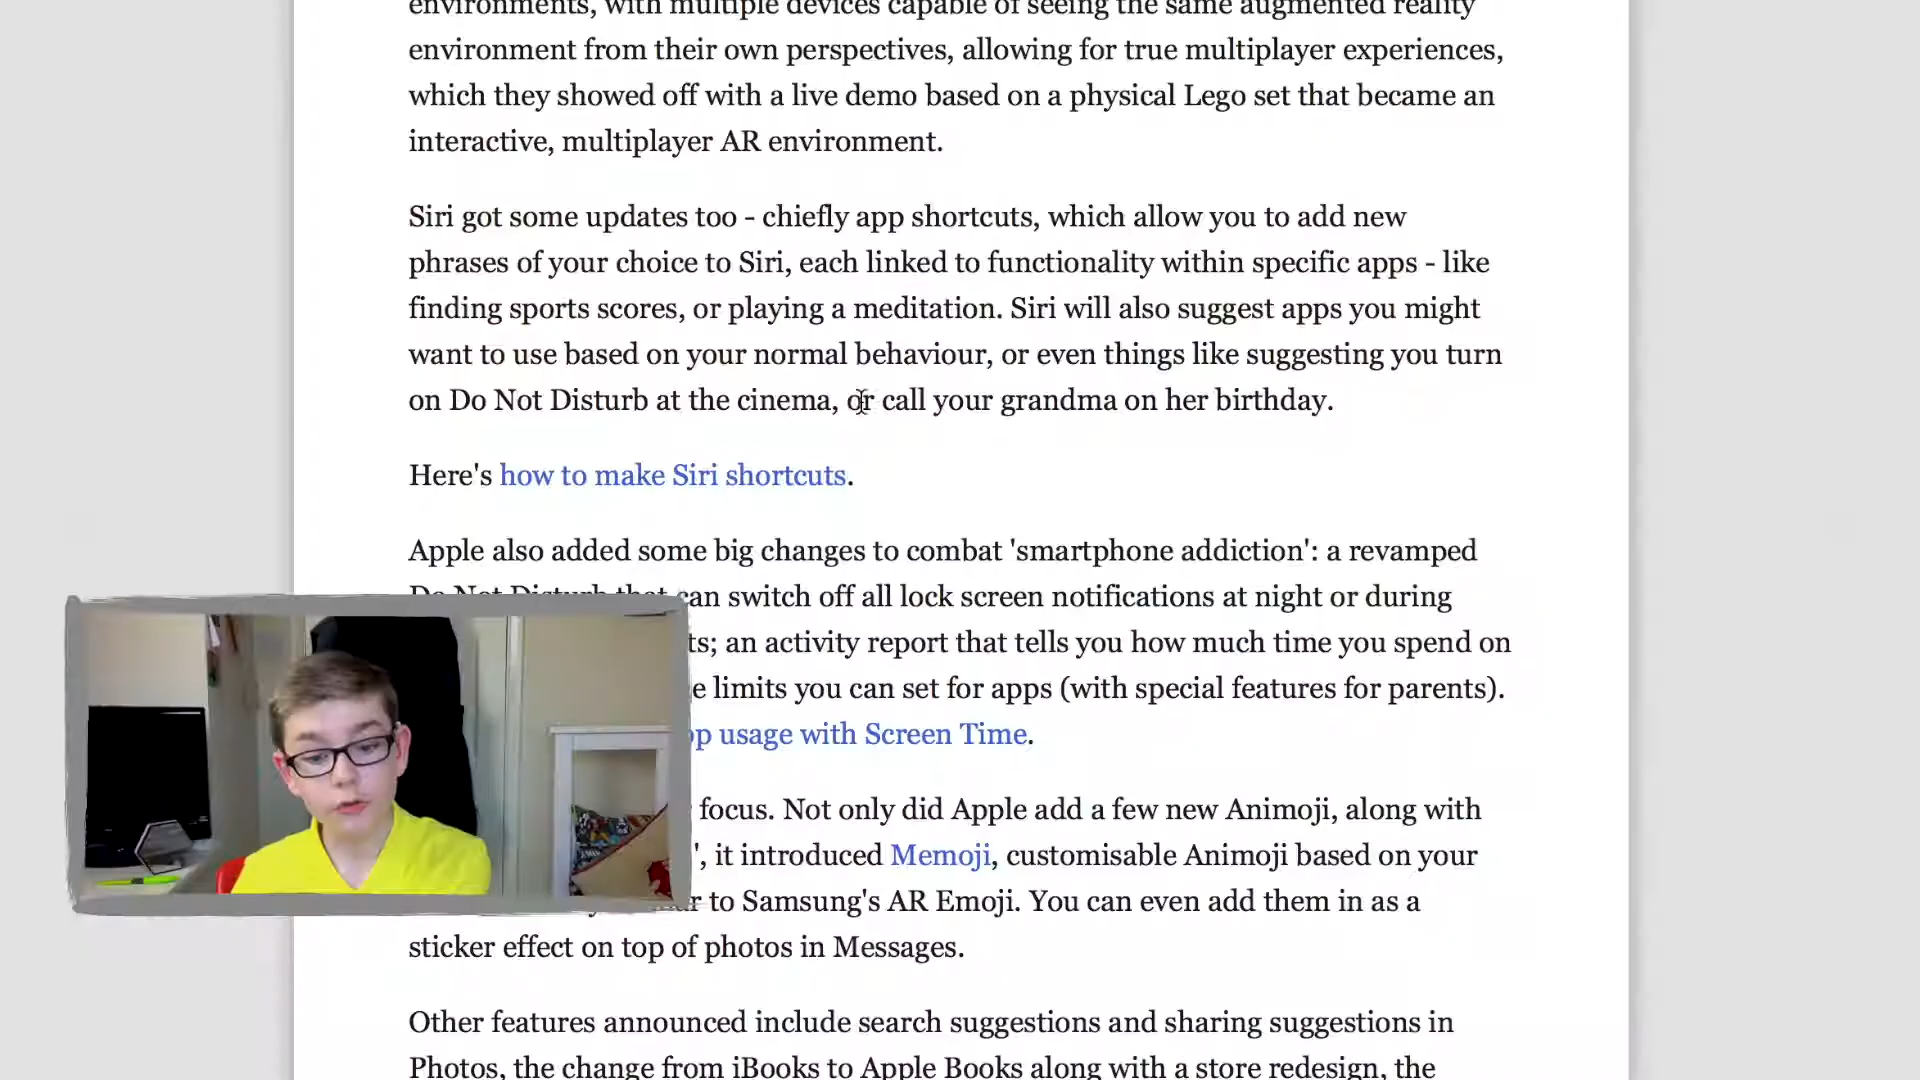 environments, with multiple devices capable of seeing the same augmented reality
environment from their own perspectives, allowing for true multiplayer experiences,
which they showed off with a live demo based on a physical Lego set that became an
interactive, multiplayer AR environment.
Siri got some updates too - chiefly app shortcuts, which allow you to add new
phrases of your choice to Siri, each linked to functionality within specific apps - like
finding sports scores, or playing a meditation. Siri will also suggest apps you might
want to use based on your normal behaviour, or even things like suggesting you turn
on Do Not Disturb at the cinema, or call your grandma on her birthday.
Here's how to make Siri shortcuts.
Apple also added some big changes to combat 'smartphone addiction': a revamped
Do Not Disturb that can switch off all lock screen notifications at night or during
; an activity report that tells you how much time you spend on
limits you can set for apps (with special features for parents).
usage with Screen Time.
focus. Not only did Apple add a few new Animoji, along with
', it introduced Memoji, customisable Animoji based on your
to Samsung's AR Emoji. You can even add them in as a
sticker effect on top of photos in Messages.
Other features announced include search suggestions and sharing suggestions in
Photos, the change from iBooks to Apple Books along with a store redesign, the